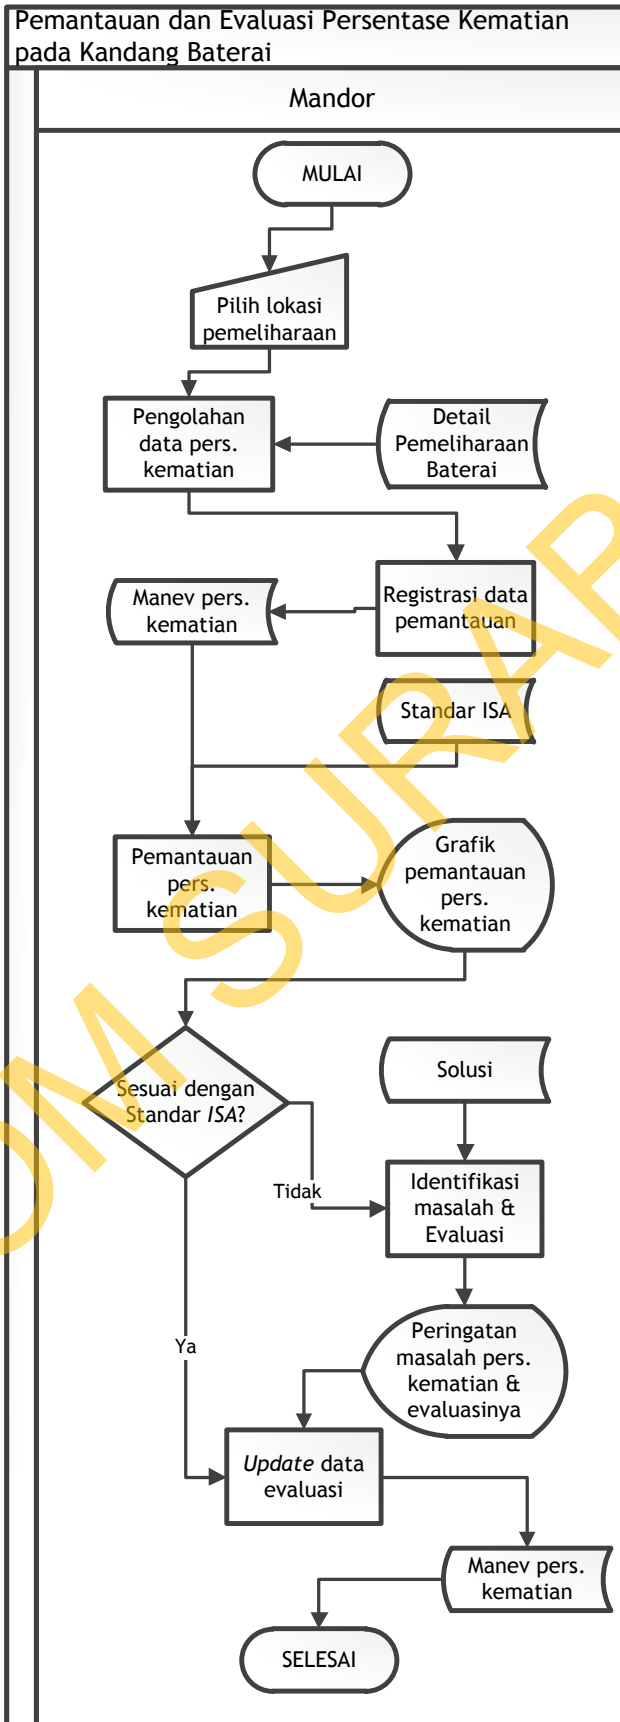 Pemantauan dan Evaluasi Persentase Kematian
pada Kandang Baterai
Mandor
MULAI
Pilih lokasi
pemeliharaan
Pengolahan
data pers.
kematian
Detail
Pemeliharaan
Baterai
Registrasi data
pemantauan
Manev pers.
kematian
Standar ISA
Pemantauan
pers.
kematian
Grafik
pemantauan
pers.
kematian
Sesuai dengan
Standar ISA?
Solusi
Tidak
Identifikasi
masalah &
Evaluasi
Ya
Peringatan
masalah pers.
kematian &
evaluasinya
Update data
evaluasi
Manev pers.
kematian
SELESAI
OM SURA